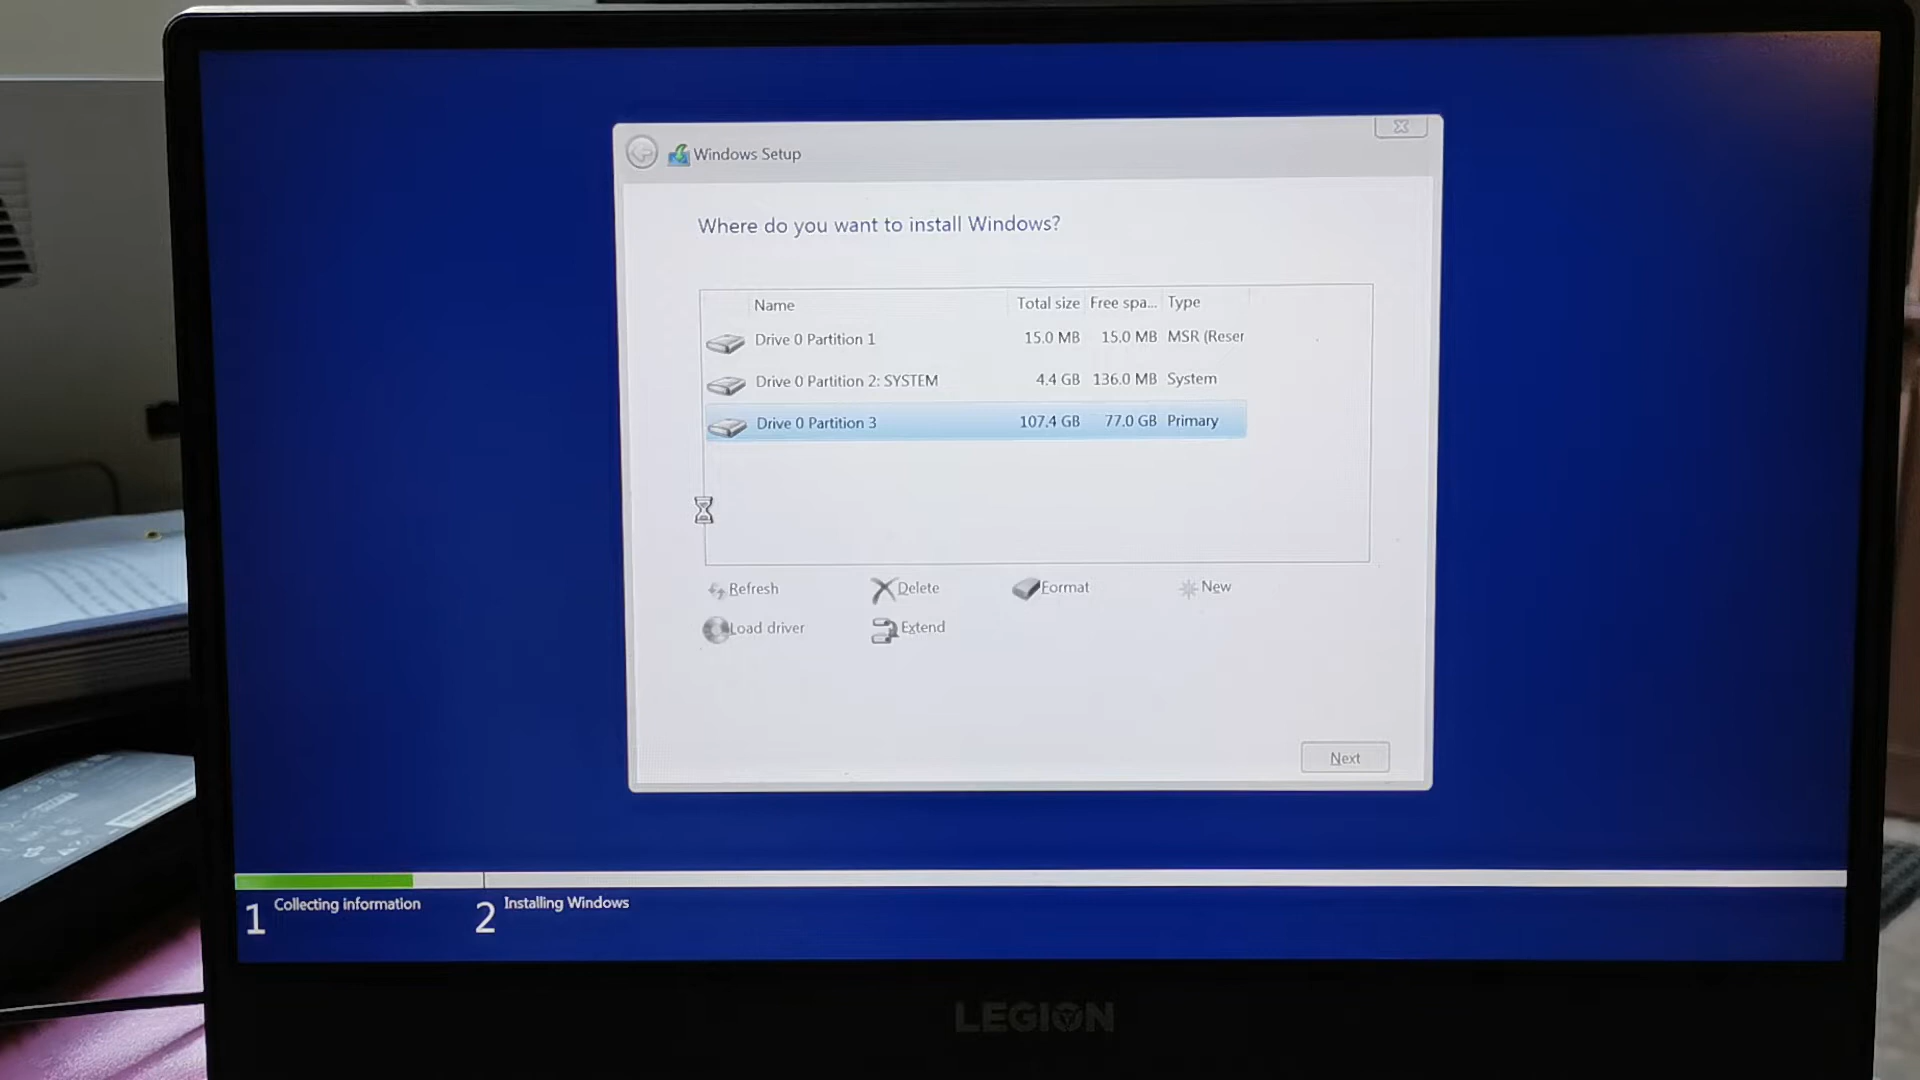 Windows Setup
Where do you want to install Windows?
Name Total size Free spa... Type
Drive 0 Partition 1 15.0 MB 15.0 MB MSR (Reser
Drive 0 Partition 2: SYSTEM 4.4 GB 136.0 MB System
Drive 0 Partition 3 107.4 GB 77.0 GB Primary
Refresh Delete Format New
Load driver Extend
Next
1 Collecting information 2 Installing Windows
LEGION